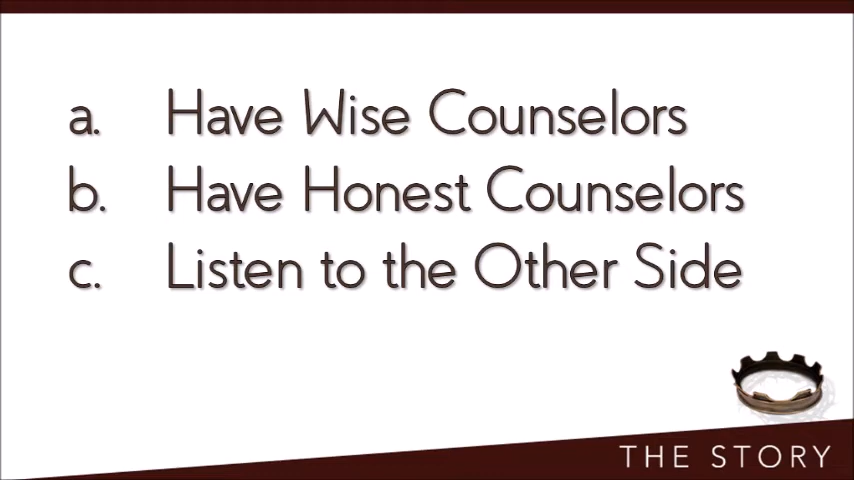 a. Have Wise Counselors
b. Have Honest Counselors
c. Listen to the Other Side
THE STORY